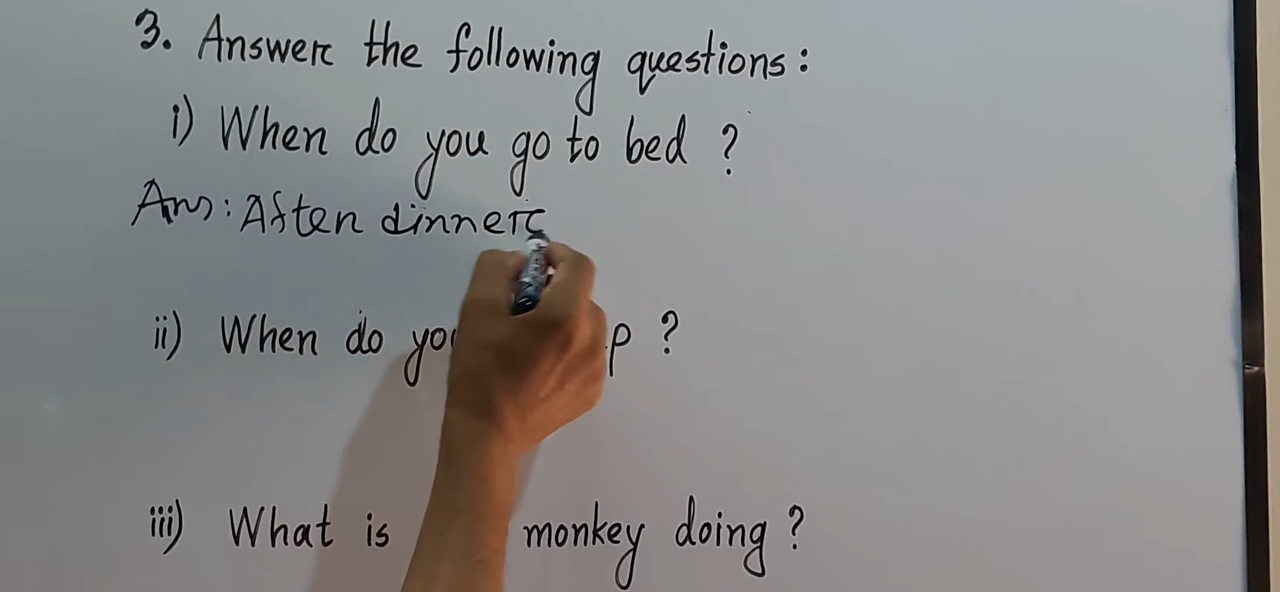 3. Answer the following questions:
i) When do you go to bed ?
Ans: After dinner
ii) When do you p ?
iii) What is monkey doing ?